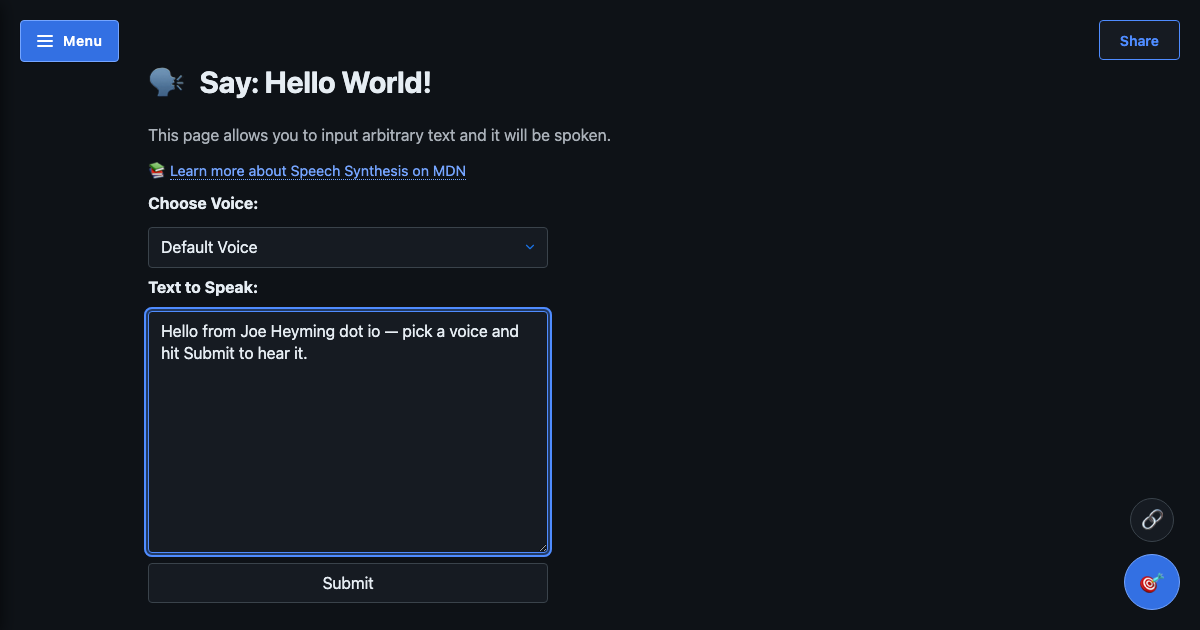 Menu
Share
Say: Hello World!
This page allows you to input arbitrary text and it will be spoken.
Learn more about Speech Synthesis on MDN
Choose Voice:
Default Voice
Text to Speak:
Hello from Joe Heyming dot io — pick a voice and
hit Submit to hear it.
Submit